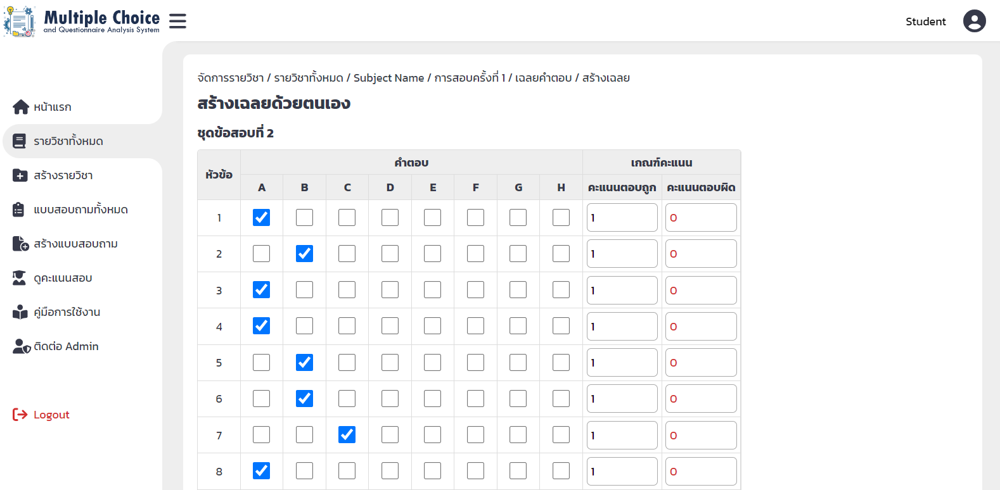 Multiple Choice
and Questionnaire Analysis System
Student
หน้าแรก
รายวิชาทั้งหมด
สร้างรายวิชา
แบบสอบถามทั้งหมด
สร้างแบบสอบถาม
ดูคะแนนสอบ
คู่มือการใช้งาน
ติดต่อ Admin
Logout
จัดการรายวิชา / รายวิชาทั้งหมด / Subject Name / การสอบครั้งที่ 1 / เฉลยคำตอบ / สร้างเฉลย
สร้างเฉลยด้วยตนเอง
ชุดข้อสอบที่ 2
หัวข้อ คำตอบ เกณฑ์คะแนน
A B C D E F G H คะแนนตอบถูก คะแนนตอบผิด
1 1 0
2 1 0
3 1 0
4 1 0
5 1 0
6 1 0
7 1 0
8 1 0